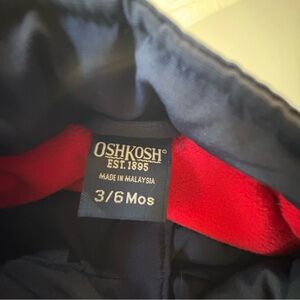 OSHKOSH
EST. 1895
MADE IN MALAYSIA
3/6 Mos